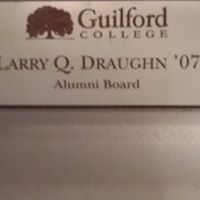 Guilford
COLLEGE
LARRY Q. DRAUGHN '07
Alumni Board